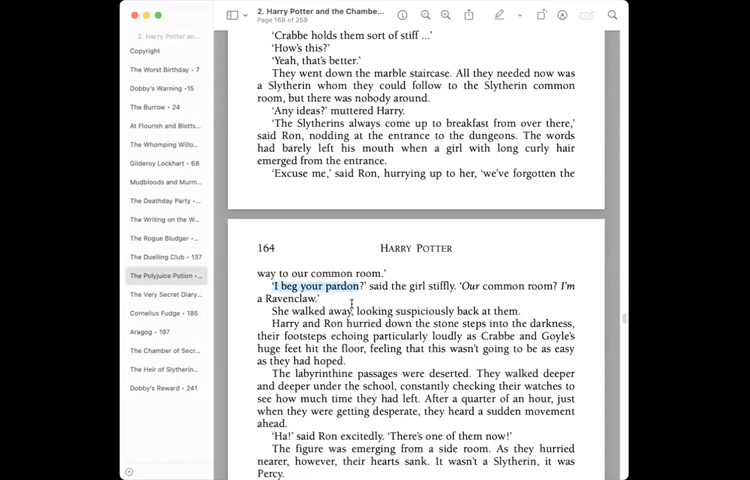 2. Harry Potter and the Chambe...
Page 168 of 259
2. Harry Potter an...
Copyright
The Worst Birthday • 7
Dobby's Warning •15
The Burrow • 24
At Flourish and Blotts...
The Whomping Willo...
Gilderoy Lockhart • 68
Mudbloods and Murm...
The Deathday Party •...
The Writing on the W...
The Rogue Bludger •...
The Duelling Club • 137
The Polyjuice Potion •...
The Very Secret Diary...
Cornelius Fudge • 185
Aragog • 197
The Chamber of Secr...
The Heir of Slytherin...
Dobby's Reward • 241
'Crabbe holds them sort of stiff ...'
'How's this?'
'Yeah, that's better.'
They went down the marble staircase. All they needed now was
a Slytherin whom they could follow to the Slytherin common
room, but there was nobody around.
'Any ideas?' muttered Harry.
'The Slytherins always come up to breakfast from over there,'
said Ron, nodding at the entrance to the dungeons. The words
had barely left his mouth when a girl with long curly hair
emerged from the entrance.
'Excuse me,' said Ron, hurrying up to her, 'we've forgotten the
164 HARRY POTTER
way to our common room.'
'I beg your pardon?' said the girl stiffly. 'Our common room? I'm
a Ravenclaw.'
She walked away, looking suspiciously back at them.
Harry and Ron hurried down the stone steps into the darkness,
their footsteps echoing particularly loudly as Crabbe and Goyle's
huge feet hit the floor, feeling that this wasn't going to be as easy
as they had hoped.
The labyrinthine passages were deserted. They walked deeper
and deeper under the school, constantly checking their watches to
see how much time they had left. After a quarter of an hour, just
when they were getting desperate, they heard a sudden movement
ahead.
'Ha!' said Ron excitedly. 'There's one of them now!'
The figure was emerging from a side room. As they hurried
nearer, however, their hearts sank. It wasn't a Slytherin, it was
Percy.